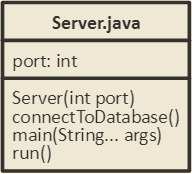 Server.java
port: int
Server(int port)
connectToDatabase()
main(String... args)
run()